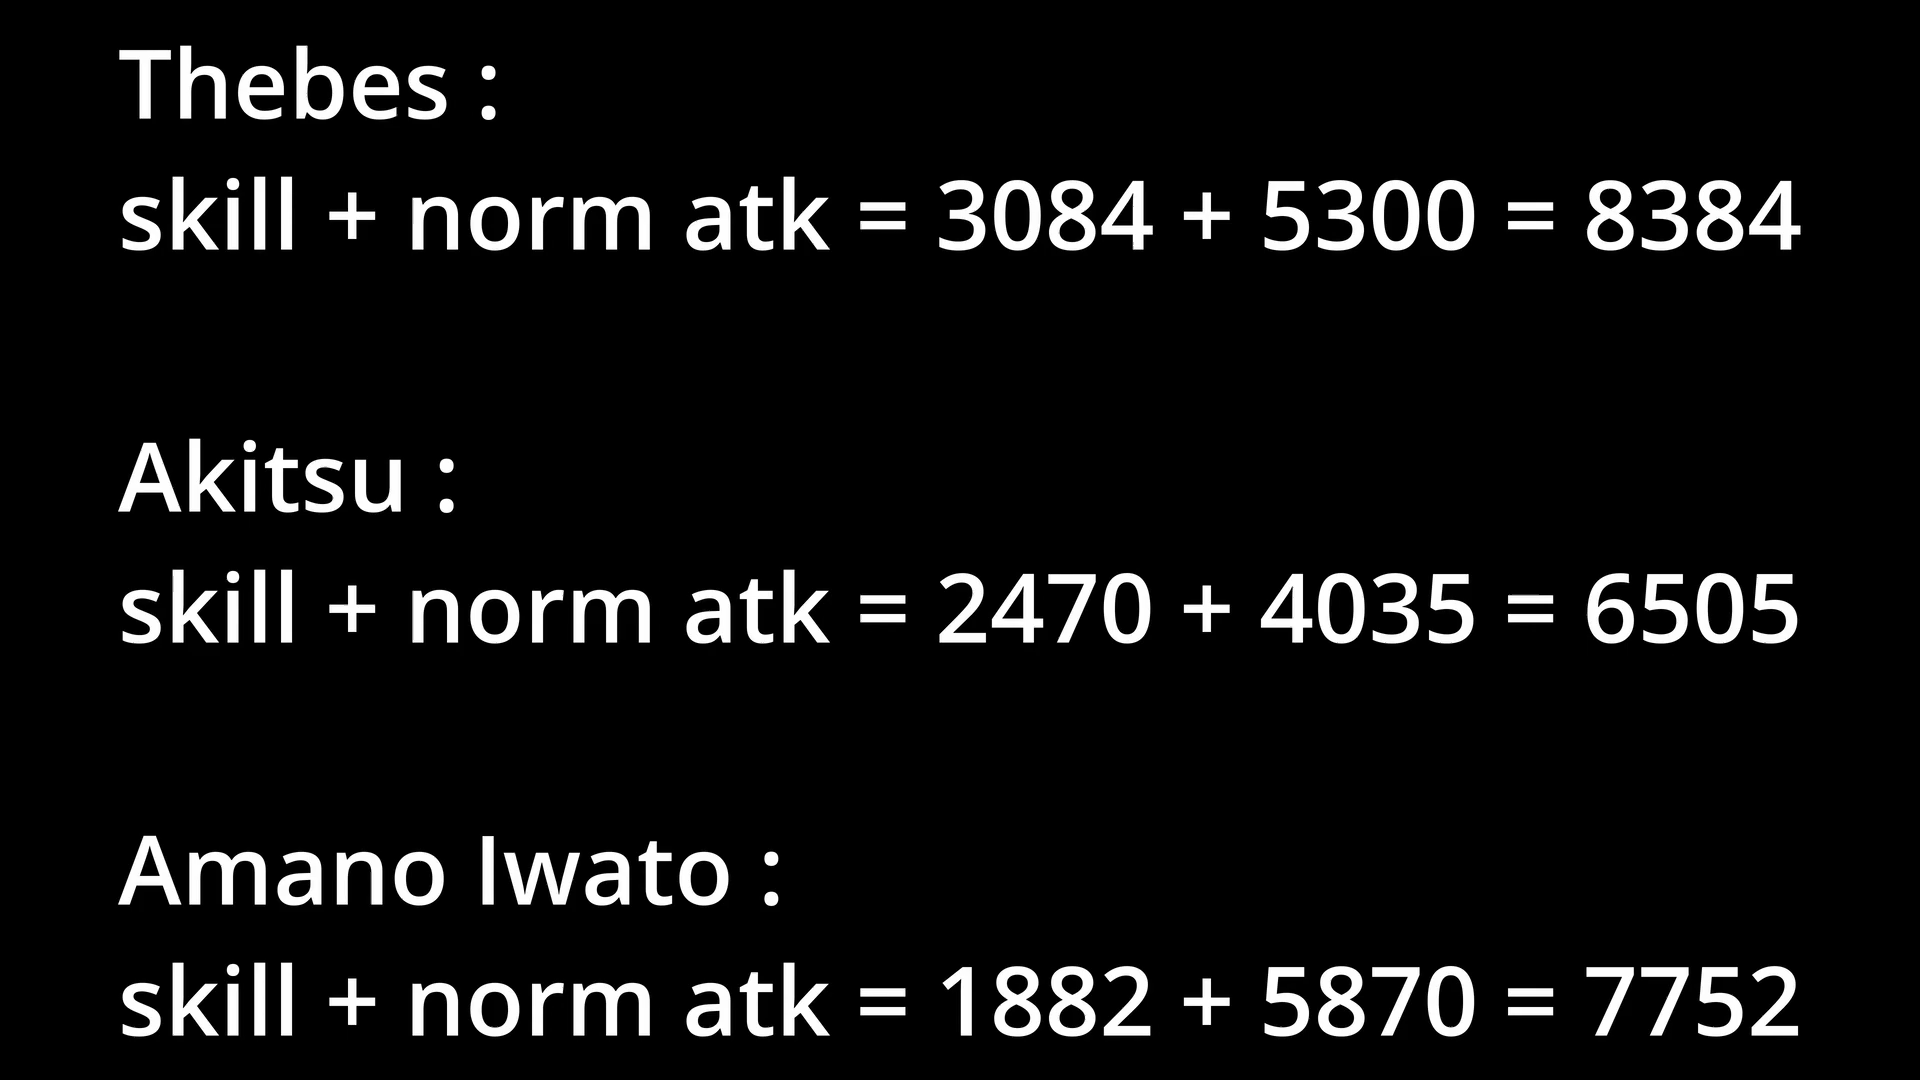 Thebes :
skill + norm atk = 3084 + 5300 = 8384
Akitsu :
skill + norm atk = 2470 + 4035 = 6505
Amano Iwato :
skill + norm atk = 1882 + 5870 = 7752